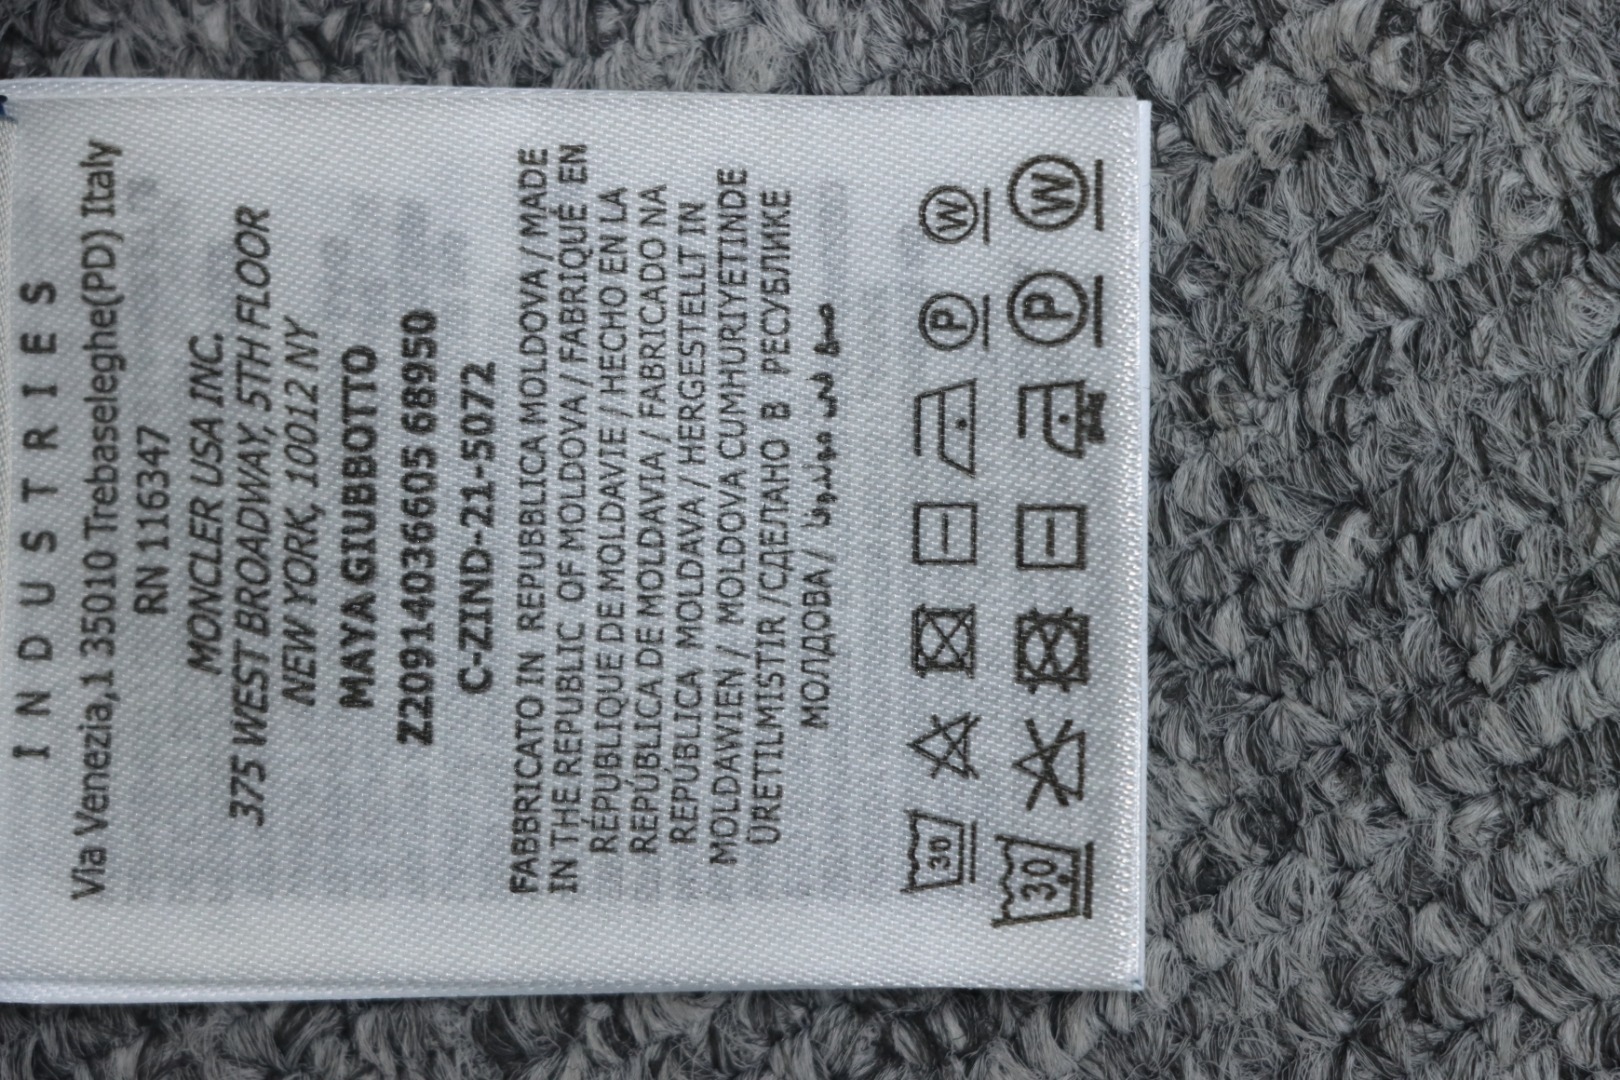 INDUSTRIES
Via Venezia,1 35010 Trebaseleghe(PD) Italy
RN 116347
MONCLER USA INC.
375 WEST BROADWAY, 5TH FLOOR
NEW YORK, 10012 NY
MAYA GIUBBOTTO
Z20914036605 68950
C-ZIND-21-5072
FABBRICATO IN REPUBBLICA MOLDOVA / MADE
IN THE REPUBLIC OF MOLDOVA / FABRIQUÉ EN
RÉPUBLIQUE DE MOLDAVIE / HECHO EN LA
REPÚBLICA DE MOLDAVIA / FABRICADO NA
REPÚBLICA MOLDAVA / HERGESTELLT IN
MOLDAWIEN / MOLDOVA CUMHURIYETINDE
ÜRETILMISTIR /СДЕЛАНО В РЕСУБЛИКЕ
МОЛДОВА/
30 P W
30 P W